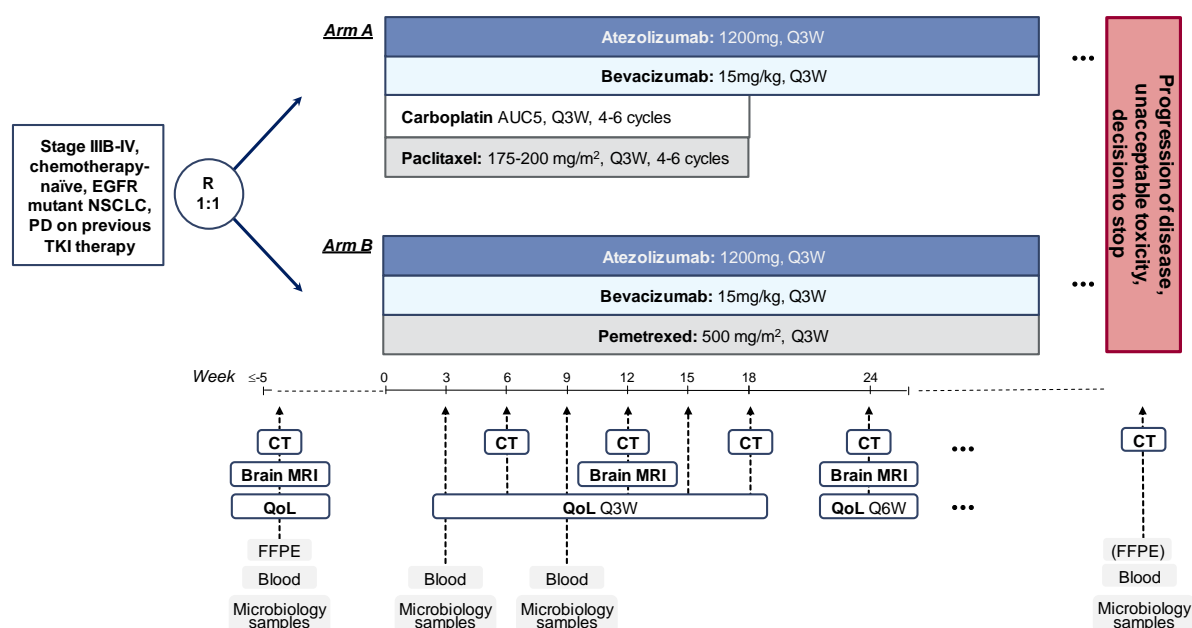 Arm A
Atezolizumab: 1200mg, Q3W
Bevacizumab: 15mg/kg, Q3W
Carboplatin AUC5, Q3W, 4-6 cycles
Paclitaxel: 175-200 mg/m², Q3W, 4-6 cycles
Stage IIIB-IV,
chemotherapy-
naïve, EGFR
mutant NSCLC,
PD on previous
TKI therapy
R
1:1
Arm B
Atezolizumab: 1200mg, Q3W
Bevacizumab: 15mg/kg, Q3W
Pemetrexed: 500 mg/m², Q3W
...
...
Progression of disease,
unacceptable toxicity,
decision to stop
Week ≤-5 0 3 6 9 12 15 18 24
CT CT CT CT CT ... CT
Brain MRI Brain MRI Brain MRI
QoL QoL Q3W QoL Q6W ...
FFPE (FFPE)
Blood Blood Blood Blood
Microbiology Microbiology Microbiology Microbiology
samples samples samples samples